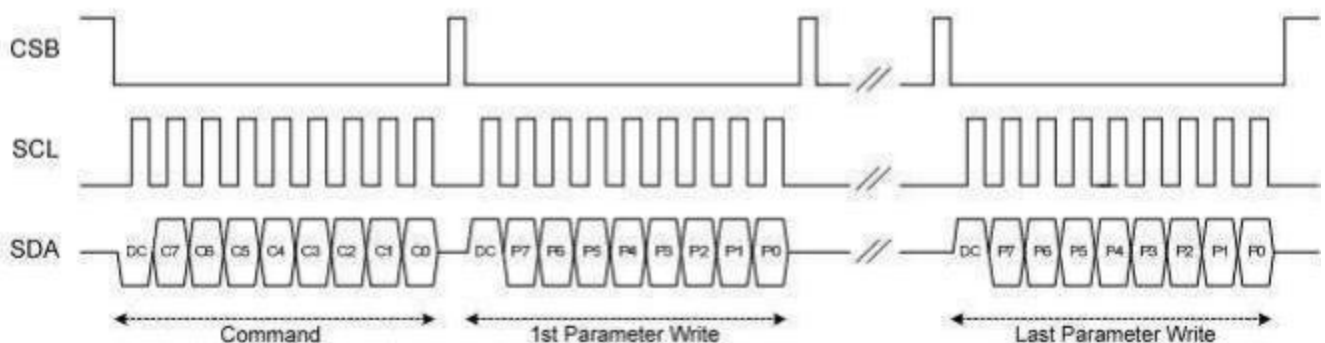 CSB
SCL
SDA
DC C7 C6 C5 C4 C3 C2 C1 C0 DC P7 P6 P5 P4 P3 P2 P1 P0 DC P7 P6 P5 P4 P3 P2 P1 P0
Command 1st Parameter Write Last Parameter Write